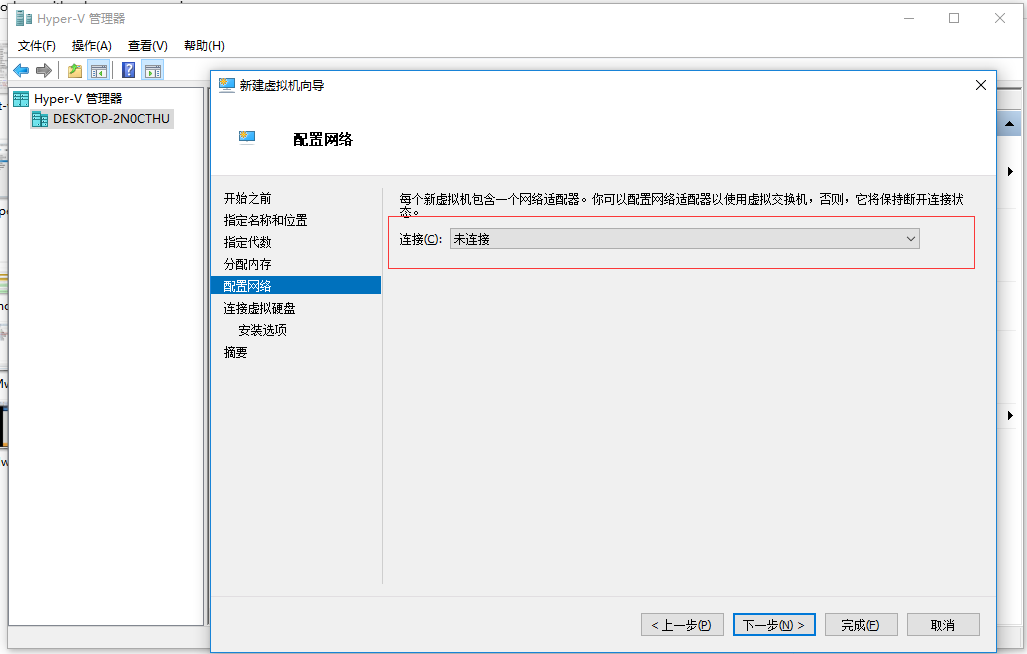 Hyper-V 管理器
文件(F) 操作(A) 查看(V) 帮助(H)
Hyper-V 管理器
DESKTOP-2N0CTHU
新建虚拟机向导
配置网络
开始之前
指定名称和位置
指定代数
分配内存
配置网络
连接虚拟硬盘
安装选项
摘要
每个新虚拟机包含一个网络适配器。你可以配置网络适配器以使用虚拟交换机，否则，它将保持断开连接状
态。
连接(C): 未连接
< 上一步(P) 下一步(N) > 完成(F) 取消